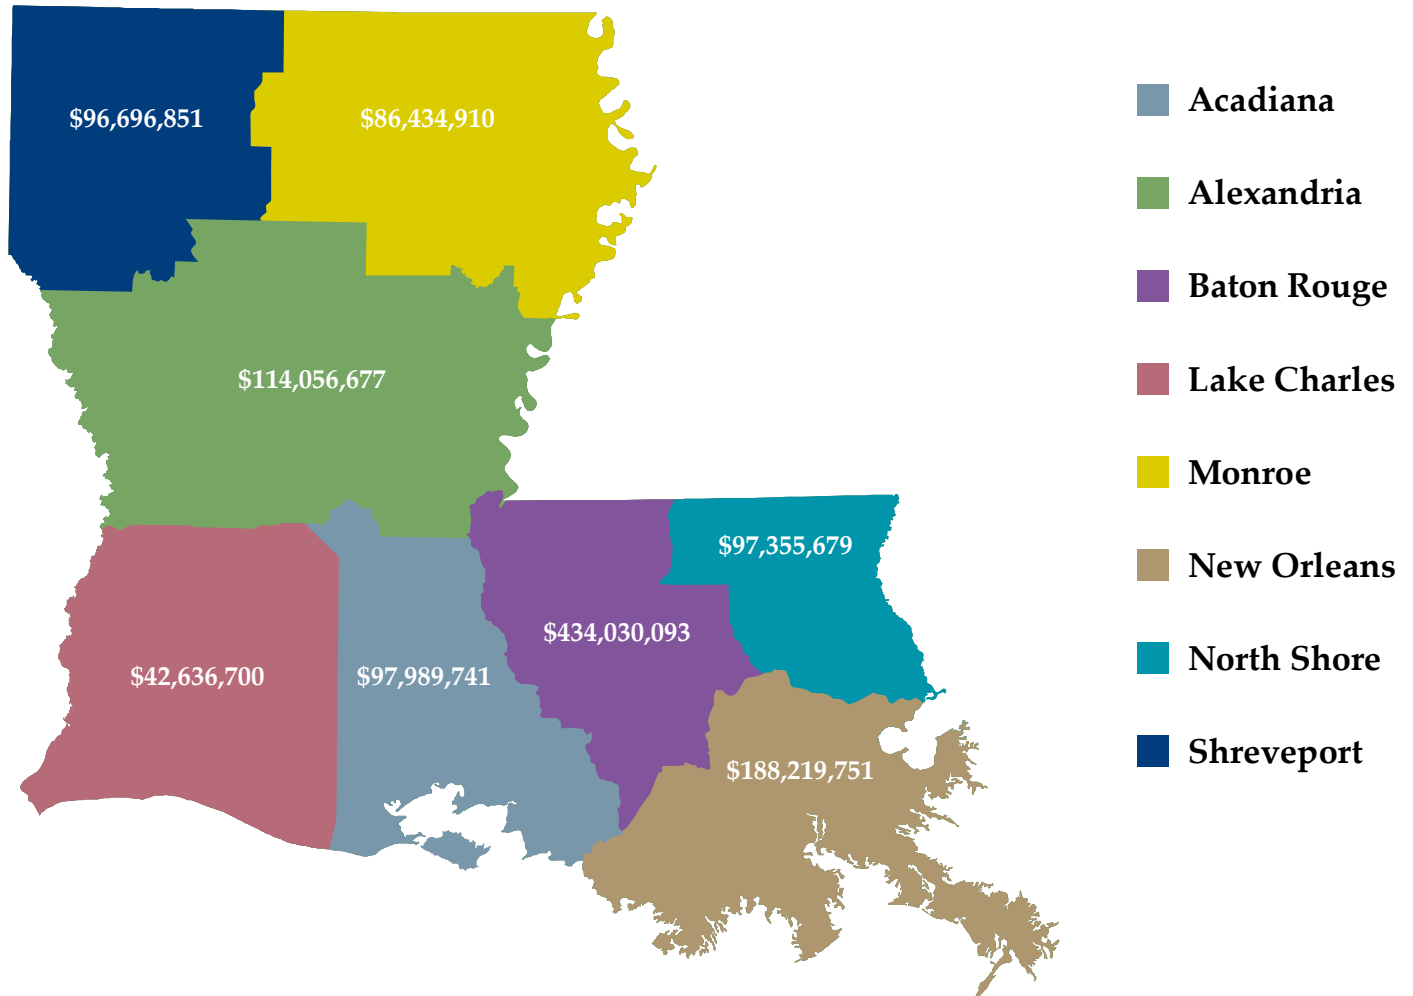 $96,696,851
$86,434,910
$114,056,677
$97,355,679
$434,030,093
$42,636,700
$97,989,741
$188,219,751
Acadiana
Alexandria
Baton Rouge
Lake Charles
Monroe
New Orleans
North Shore
Shreveport